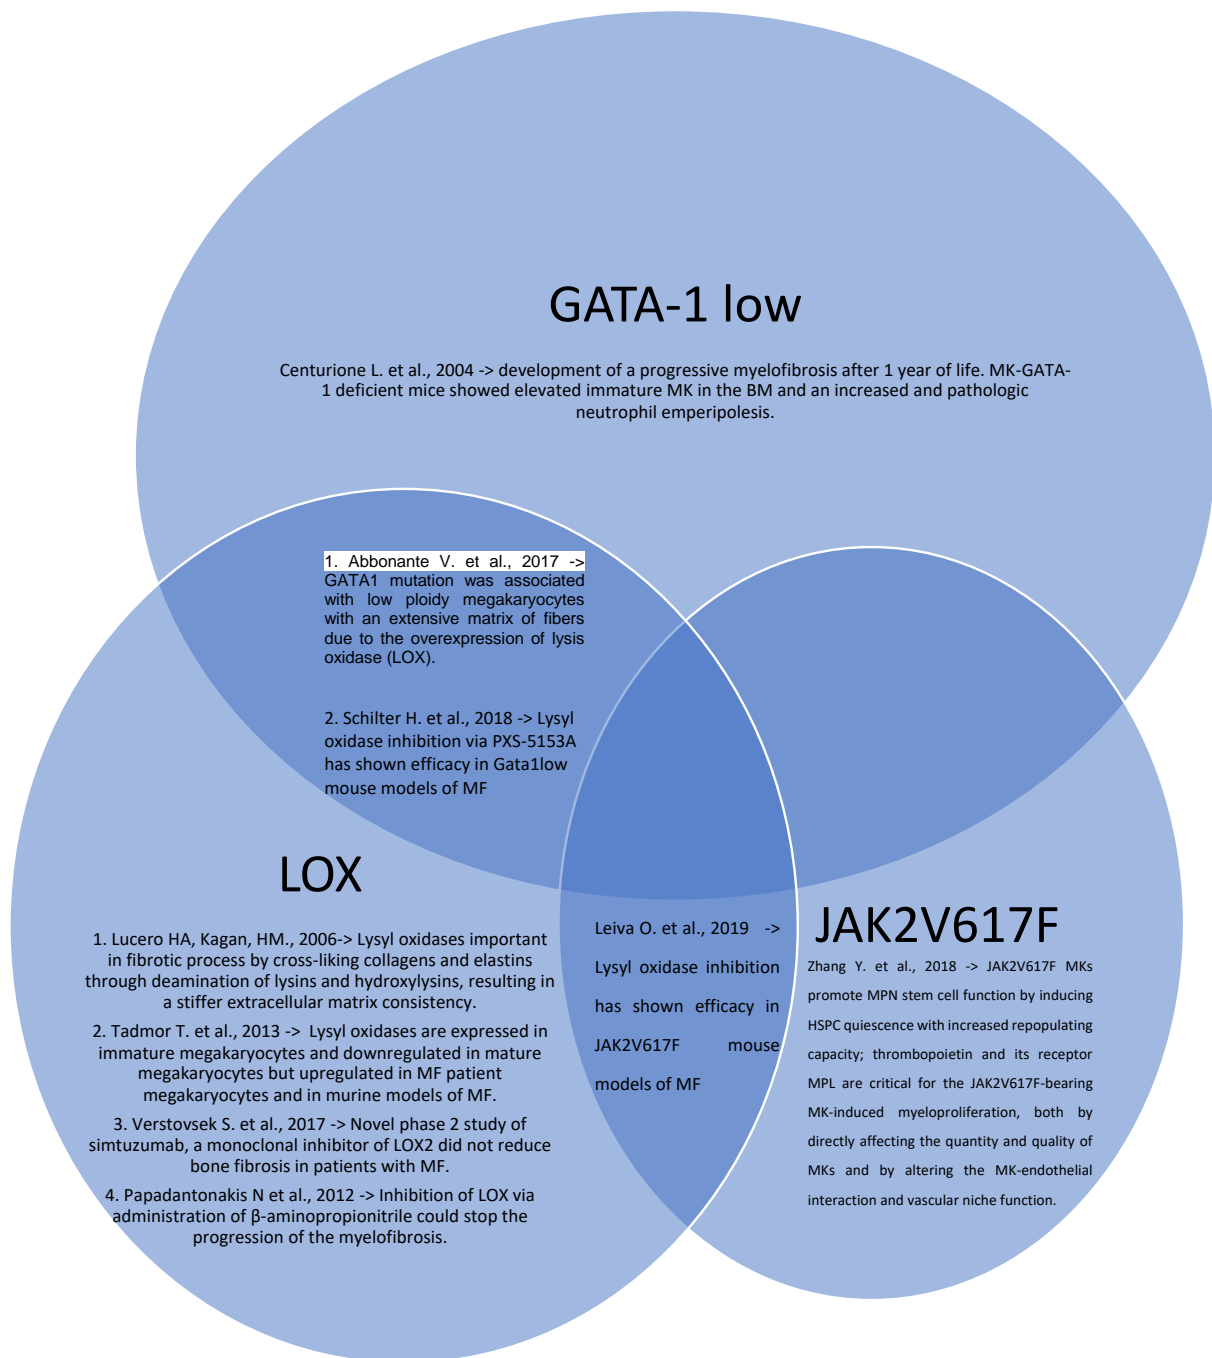 GATA-1 low
Centurione L. et al., 2004 -> development of a progressive myelofibrosis after 1 year of life. MK-GATA-
1 deficient mice showed elevated immature MK in the BM and an increased and pathologic
neutrophil emperipolesis.
1. Abbonante V. et al., 2017 ->
GATA1 mutation was associated
with low ploidy megakaryocytes
with an extensive matrix of fibers
due to the overexpression of lysis
oxidase (LOX).
2. Schilter H. et al., 2018 -> Lysyl
oxidase inhibition via PXS-5153A
has shown efficacy in Gata1low
mouse models of MF
LOX
1. Lucero HA, Kagan, HM., 2006-> Lysyl oxidases important
in fibrotic process by cross-liking collagens and elastins
through deamination of lysins and hydroxylysins, resulting in
a stiffer extracellular matrix consistency.
2. Tadmor T. et al., 2013 -> Lysyl oxidases are expressed in
immature megakaryocytes and downregulated in mature
megakaryocytes but upregulated in MF patient
megakaryocytes and in murine models of MF.
3. Verstovsek S. et al., 2017 -> Novel phase 2 study of
simtuzumab, a monoclonal inhibitor of LOX2 did not reduce
bone fibrosis in patients with MF.
4. Papadantonakis N et al., 2012 -> Inhibition of LOX via
administration of β-aminopropionitrile could stop the
progression of the myelofibrosis.
Leiva O. et al., 2019 ->
Lysyl oxidase inhibition
has shown efficacy in
JAK2V617F mouse
models of MF
JAK2V617F
Zhang Y. et al., 2018 -> JAK2V617F MKs
promote MPN stem cell function by inducing
HSPC quiescence with increased repopulating
capacity; thrombopoietin and its receptor
MPL are critical for the JAK2V617F-bearing
MK-induced myeloproliferation, both by
directly affecting the quantity and quality of
MKs and by altering the MK-endothelial
interaction and vascular niche function.